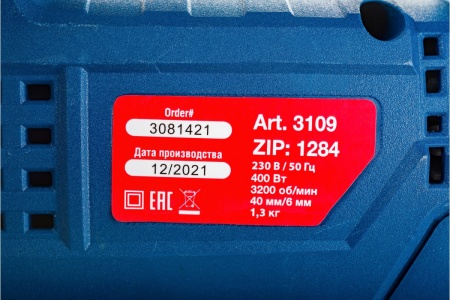 Order#
3081421
Дата производства
12/2021
EAC
Art. 3109
ZIP: 1284
230 В / 50 Гц
400 Вт
3200 об/мин
40 мм/6 мм
1,3 кг